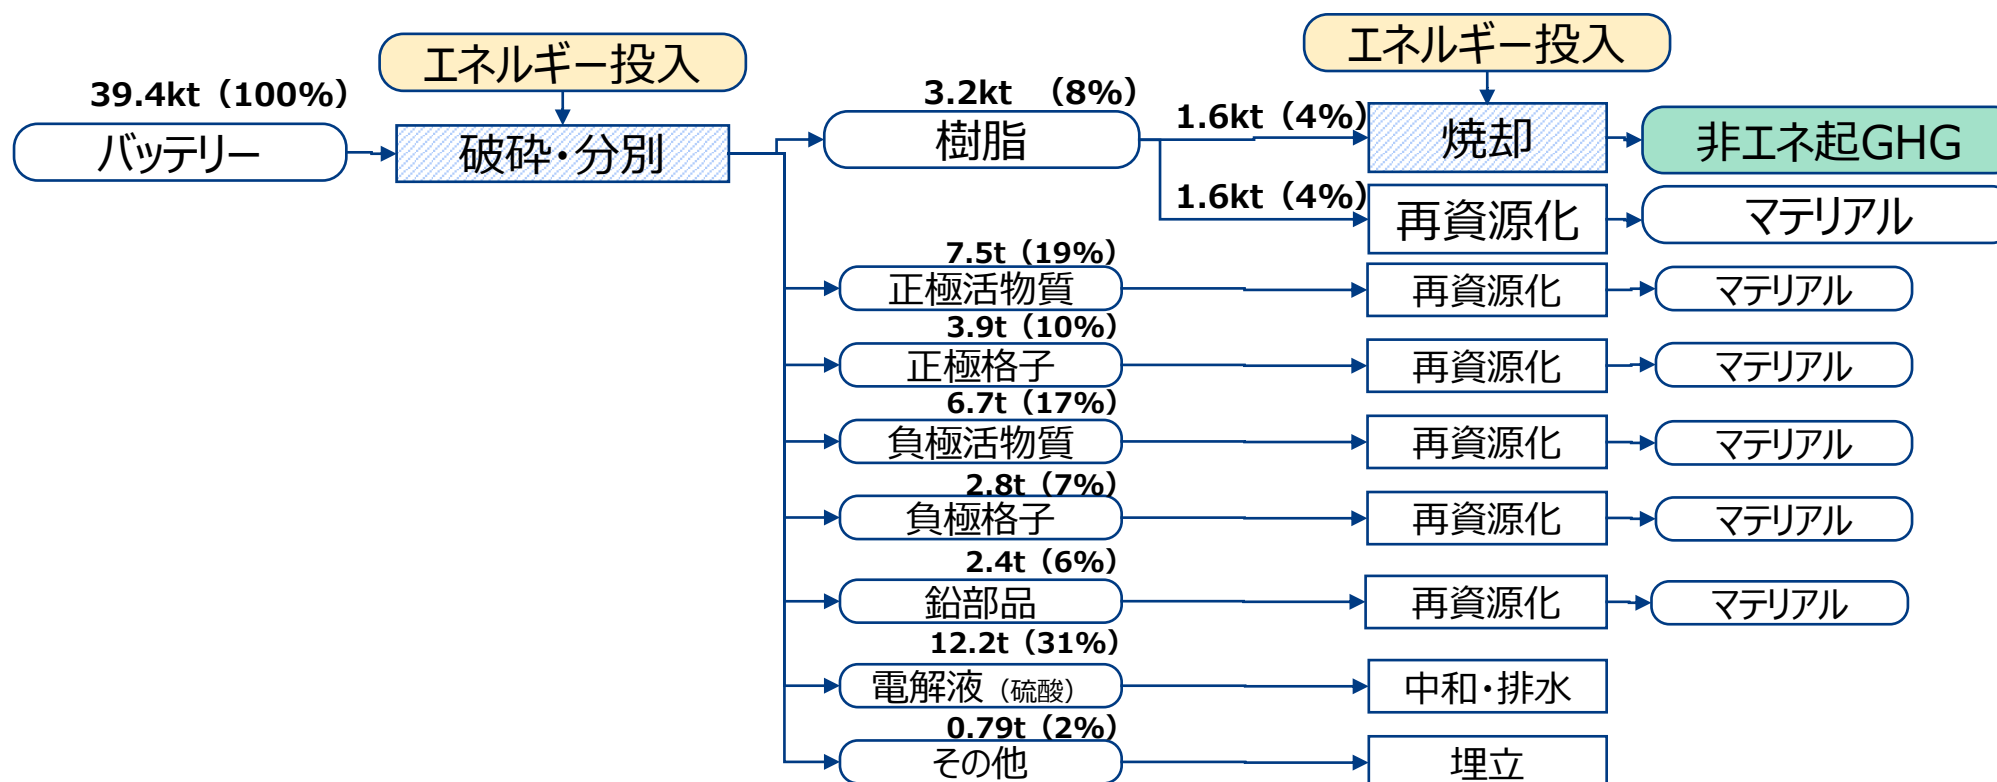 エネルギー投入
エネルギー投入
39.4kt（100%）
バッテリー
破砕・分別
3.2kt （8%）
樹脂
1.6kt（4%）
焼却
非エネ起GHG
1.6kt（4%）
再資源化
マテリアル
7.5t（19%）
正極活物質
再資源化
マテリアル
3.9t（10%）
正極格子
再資源化
マテリアル
6.7t（17%）
負極活物質
再資源化
マテリアル
2.8t（7%）
負極格子
再資源化
マテリアル
2.4t（6%）
鉛部品
再資源化
マテリアル
12.2t（31%）
電解液（硫酸）
中和・排水
0.79t（2%）
その他
埋立